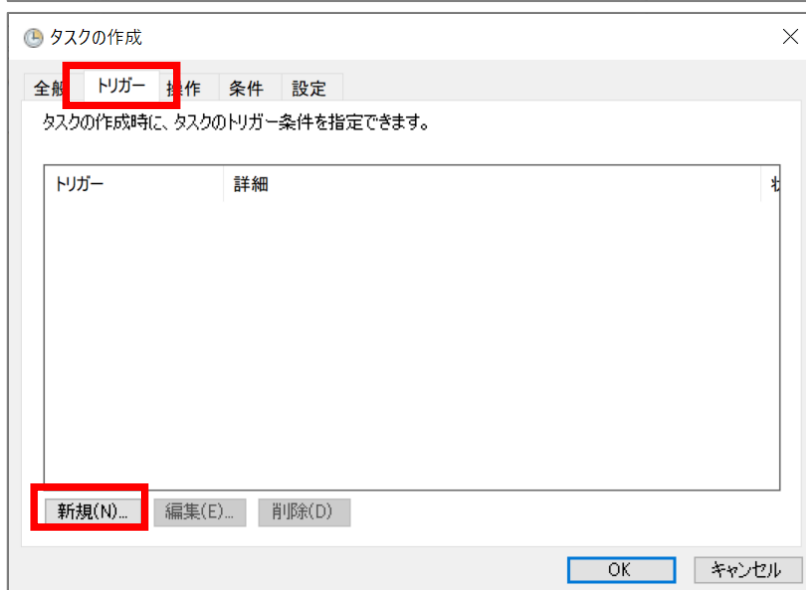 タスクの作成
全般 トリガー 操作 条件 設定
タスクの作成時に、タスクのトリガー条件を指定できます。
トリガー 詳細 状
新規(N)... 編集(E)... 削除(D)
OK キャンセル